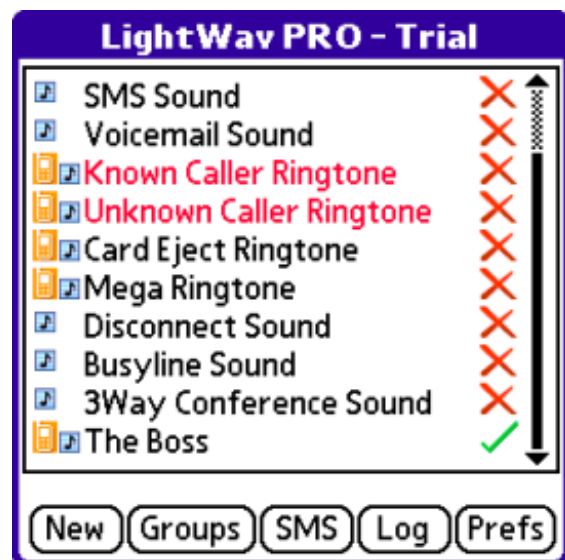 LightWav PRO - Trial
SMS Sound
Voicemail Sound
Known Caller Ringtone
Unknown Caller Ringtone
Card Eject Ringtone
Mega Ringtone
Disconnect Sound
Busyline Sound
3Way Conference Sound
The Boss
New Groups SMS Log Prefs